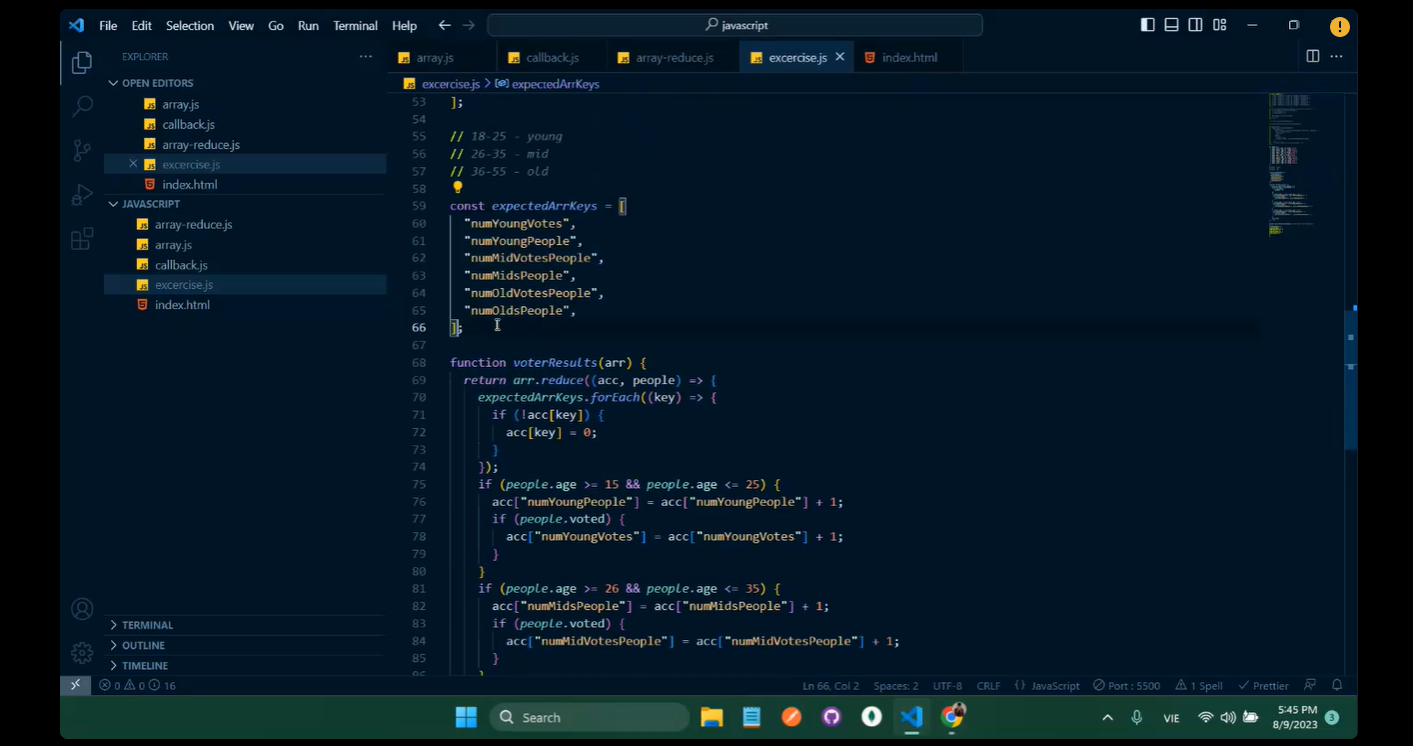 File Edit Selection View Go Run Terminal Help
javascript
EXPLORER
OPEN EDITORS
array.js
callback.js
array-reduce.js
excercise.js
index.html
JAVASCRIPT
array-reduce.js
array.js
callback.js
excercise.js
index.html
TERMINAL
OUTLINE
TIMELINE
array.js callback.js array-reduce.js excercise.js index.html
excercise.js > expectedArrKeys
53 ];
54
55 // 18-25 - young
56 // 26-35 - mid
57 // 36-55 - old
58
59 const expectedArrKeys = [
60 "numYoungVotes",
61 "numYoungPeople",
62 "numMidVotesPeople",
63 "numMidsPeople",
64 "numOldVotesPeople",
65 "numOldsPeople",
66 ];
67
68 function voterResults(arr) {
69 return arr.reduce((acc, people) => {
70 expectedArrKeys.forEach((key) => {
71 if (!acc[key]) {
72 acc[key] = 0;
73 }
74 });
75 if (people.age >= 15 && people.age <= 25) {
76 acc["numYoungPeople"] = acc["numYoungPeople"] + 1;
77 if (people.voted) {
78 acc["numYoungVotes"] = acc["numYoungVotes"] + 1;
79 }
80 }
81 if (people.age >= 26 && people.age <= 35) {
82 acc["numMidsPeople"] = acc["numMidsPeople"] + 1;
83 if (people.voted) {
84 acc["numMidVotesPeople"] = acc["numMidVotesPeople"] + 1;
85 }
86 }
0 0 16 Ln 66, Col 2 Spaces: 2 UTF-8 CRLF {} JavaScript Port : 5500 1 Spell Prettier
Search
VIE
5:45 PM
8/9/2023
3